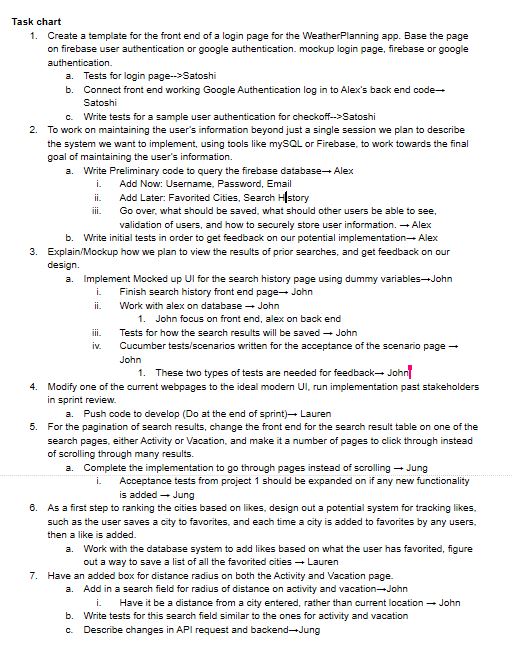 Task chart
1. Create a template for the front end of a login page for the WeatherPlanning app. Base the page
on firebase user authentication or google authentication. mockup login page, firebase or google
authentication.
a. Tests for login page-->Satoshi
b. Connect front end working Google Authentication log in to Alex's back end code→
Satoshi
c. Write tests for a sample user authentication for checkoff-->Satoshi
2. To work on maintaining the user's information beyond just a single session we plan to describe
the system we want to implement, using tools like mySQL or Firebase, to work towards the final
goal of maintaining the user's information.
a. Write Preliminary code to query the firebase database→ Alex
i. Add Now: Username, Password, Email
ii. Add Later: Favorited Cities, Search History
iii. Go over, what should be saved, what should other users be able to see,
validation of users, and how to securely store user information. → Alex
b. Write initial tests in order to get feedback on our potential implementation→ Alex
3. Explain/Mockup how we plan to view the results of prior searches, and get feedback on our
design.
a. Implement Mocked up UI for the search history page using dummy variables→John
i. Finish search history front end page→ John
ii. Work with alex on database → John
1. John focus on front end, alex on back end
iii. Tests for how the search results will be saved → John
iv. Cucumber tests/scenarios written for the acceptance of the scenario page →
John
1. These two types of tests are needed for feedback→ John
4. Modify one of the current webpages to the ideal modern UI, run implementation past stakeholders
in sprint review.
a. Push code to develop (Do at the end of sprint)→ Lauren
5. For the pagination of search results, change the front end for the search result table on one of the
search pages, either Activity or Vacation, and make it a number of pages to click through instead
of scrolling through many results.
a. Complete the implementation to go through pages instead of scrolling → Jung
i. Acceptance tests from project 1 should be expanded on if any new functionality
is added → Jung
6. As a first step to ranking the cities based on likes, design out a potential system for tracking likes,
such as the user saves a city to favorites, and each time a city is added to favorites by any users,
then a like is added.
a. Work with the database system to add likes based on what the user has favorited, figure
out a way to save a list of all the favorited cities → Lauren
7. Have an added box for distance radius on both the Activity and Vacation page.
a. Add in a search field for radius of distance on activity and vacation→John
i. Have it be a distance from a city entered, rather than current location → John
b. Write tests for this search field similar to the ones for activity and vacation
c. Describe changes in API request and backend→Jung